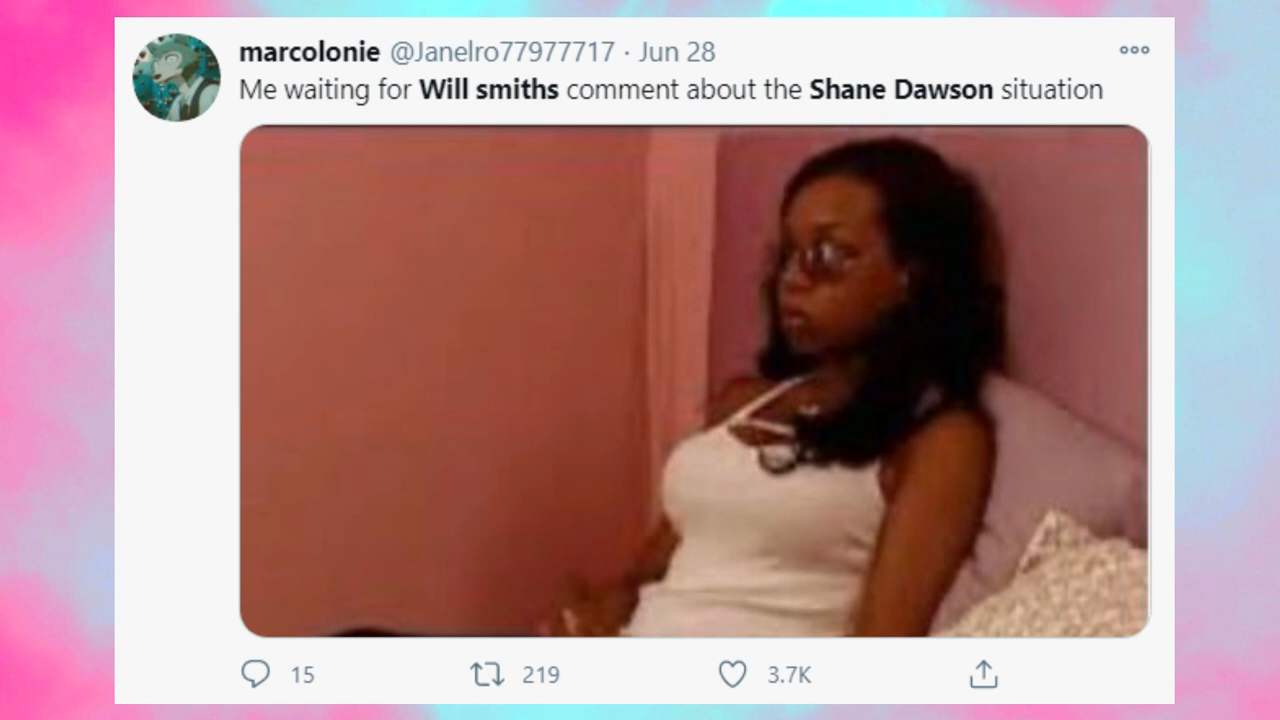 marcolonie @Janelro77977717 · Jun 28
Me waiting for Will smiths comment about the Shane Dawson situation
15 219 3.7K